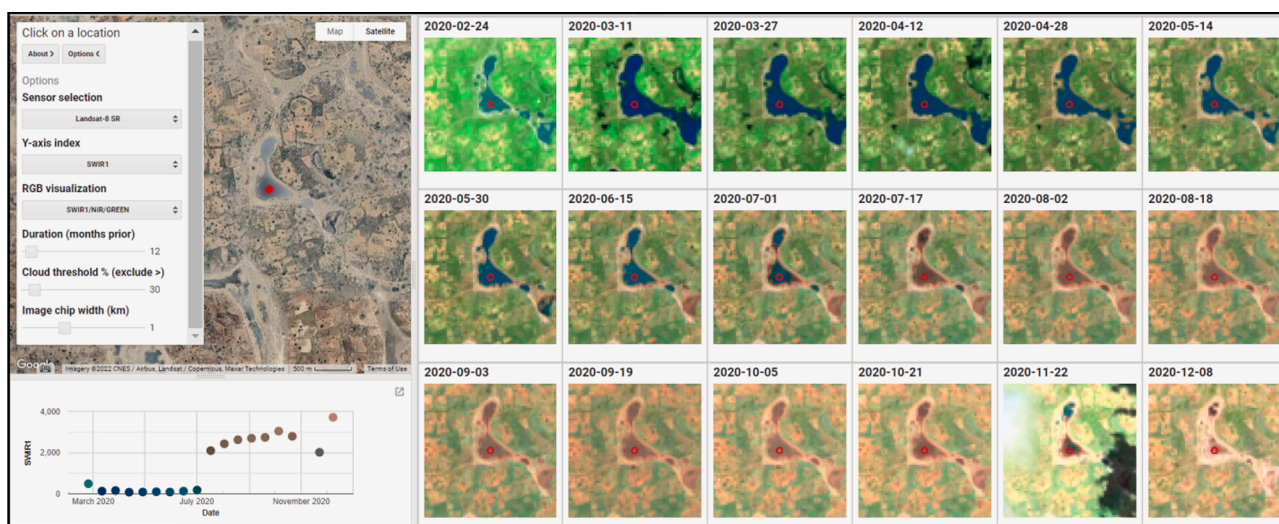 Click on a location
About > Options <
Options
Sensor selection
Landsat-8 SR
Y-axis index
SWIR1
RGB visualization
SWIR1/NIR/GREEN
Duration (months prior)
12
Cloud threshold % (exclude >)
30
Image chip width (km)
1
Map Satellite
Google
Imagery ©2022 CNES / Airbus, Landsat / Copernicus, Maxar Technologies 500 m Terms of Use
4,000
2,000
0
SWIR1
March 2020 July 2020 November 2020
Date
2020-02-24 2020-03-11 2020-03-27 2020-04-12 2020-04-28 2020-05-14
2020-05-30 2020-06-15 2020-07-01 2020-07-17 2020-08-02 2020-08-18
2020-09-03 2020-09-19 2020-10-05 2020-10-21 2020-11-22 2020-12-08